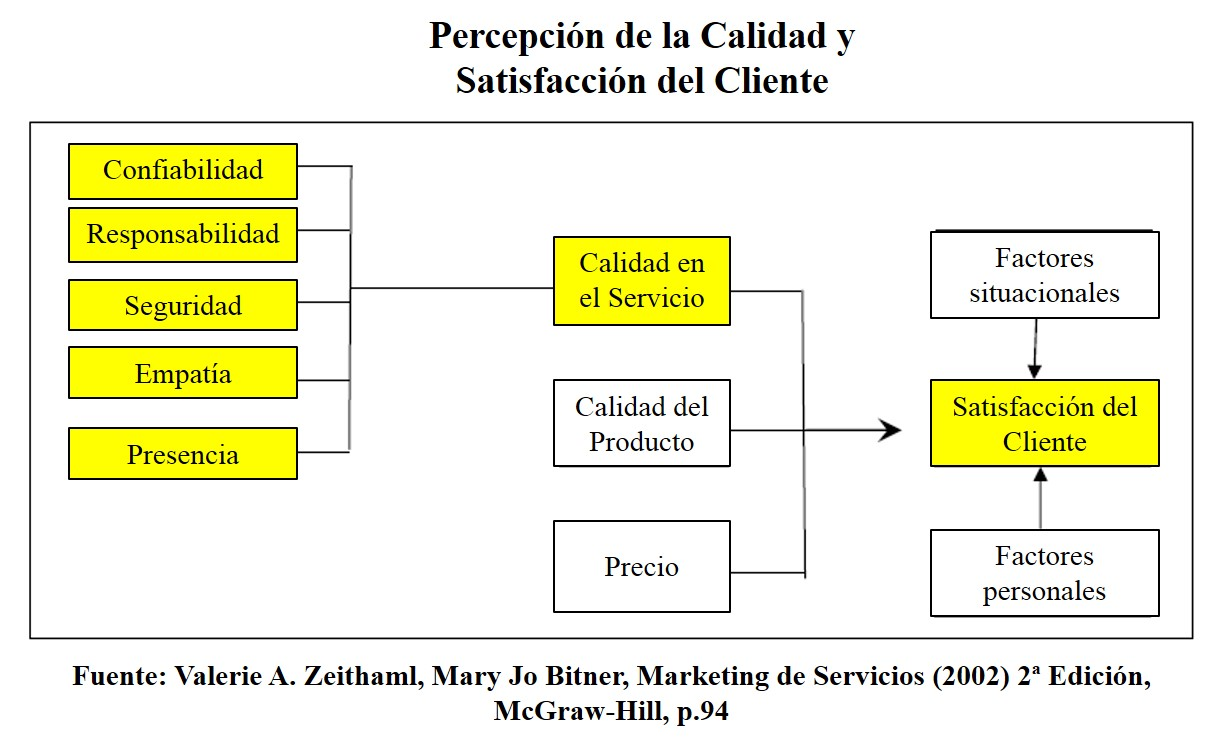 Percepción de la Calidad y
Satisfacción del Cliente
Confiabilidad
Responsabilidad
Seguridad
Empatía
Presencia
Calidad en
el Servicio
Calidad del
Producto
Precio
Factores
situacionales
Satisfacción del
Cliente
Factores
personales
Fuente: Valerie A. Zeithaml, Mary Jo Bitner, Marketing de Servicios (2002) 2ª Edición,
McGraw-Hill, p.94